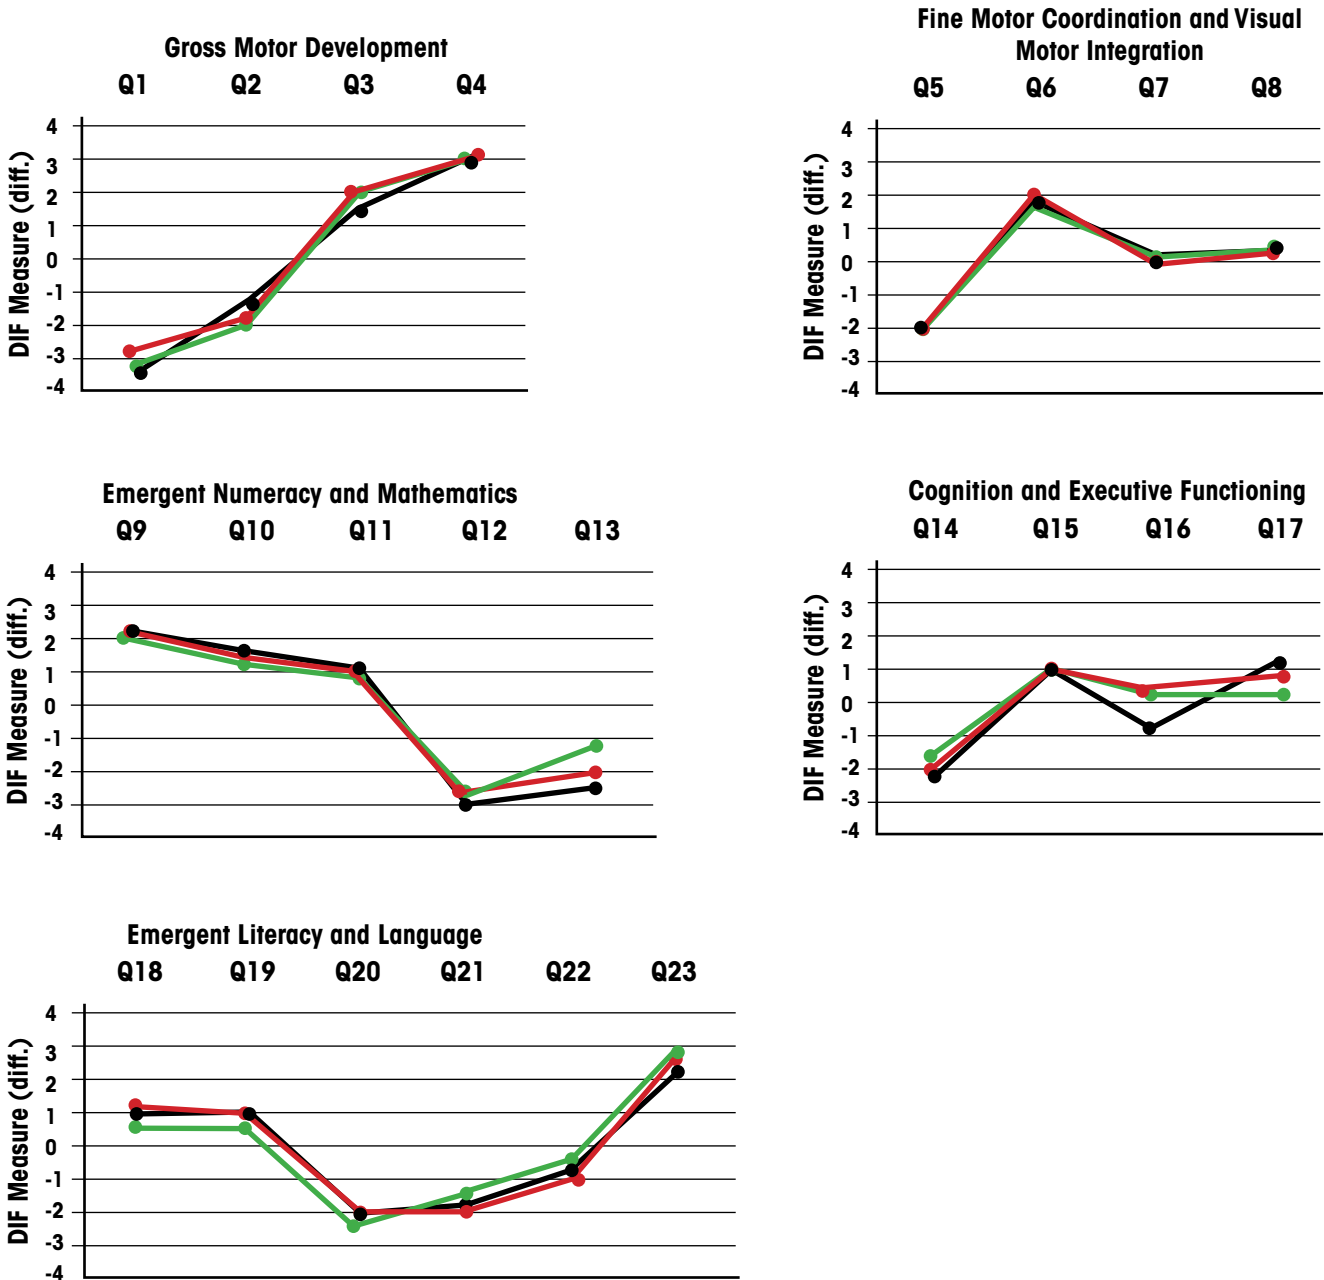 Gross Motor Development
Q1 Q2 Q3 Q4
4
3
2
1
0
-1
-2
-3
-4
DIF Measure (diff.)
Fine Motor Coordination and Visual
Motor Integration
Q5 Q6 Q7 Q8
4
3
2
1
0
-1
-2
-3
-4
DIF Measure (diff.)
Emergent Numeracy and Mathematics
Q9 Q10 Q11 Q12 Q13
4
3
2
1
0
-1
-2
-3
-4
DIF Measure (diff.)
Cognition and Executive Functioning
Q14 Q15 Q16 Q17
4
3
2
1
0
-1
-2
-3
-4
DIF Measure (diff.)
Emergent Literacy and Language
Q18 Q19 Q20 Q21 Q22 Q23
4
3
2
1
0
-1
-2
-3
-4
DIF Measure (diff.)